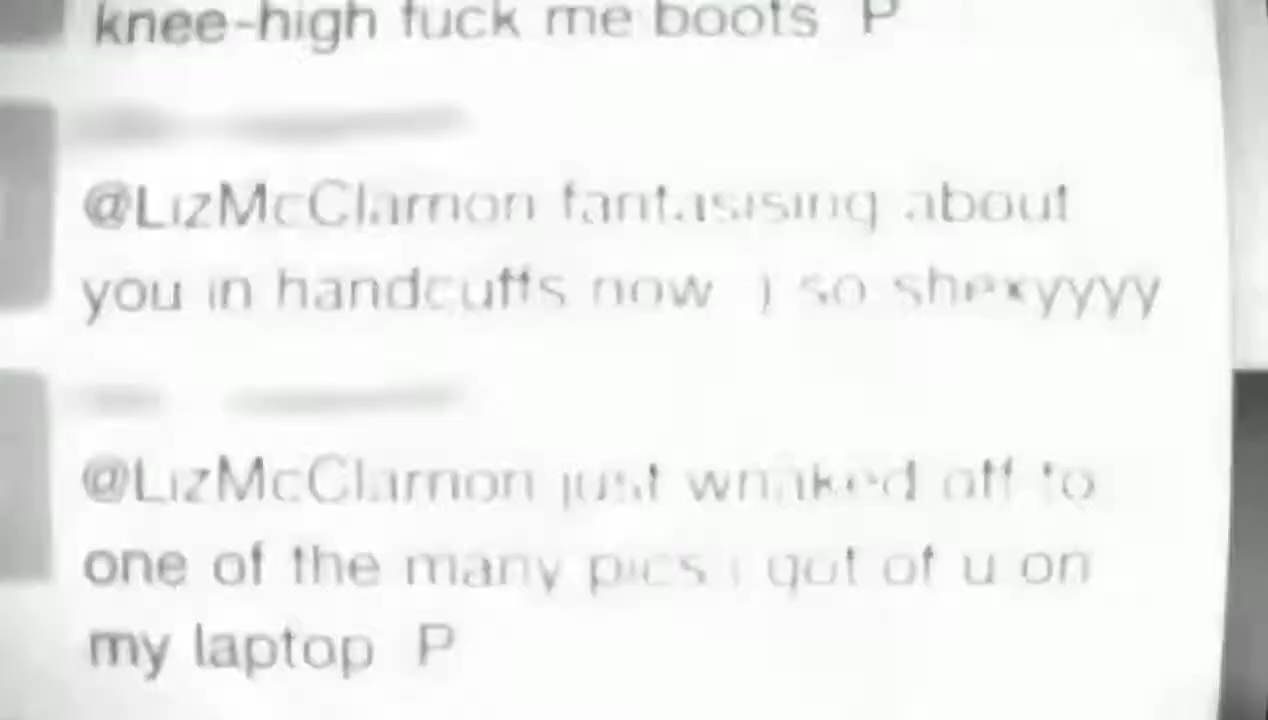 knee-high fuck me boots P
@LizMcClarnon fantasising about
you in handcuffs now ) so shexyyyy
@LizMcClarnon just wnaked off to
one of the many pics i got of u on
my laptop P